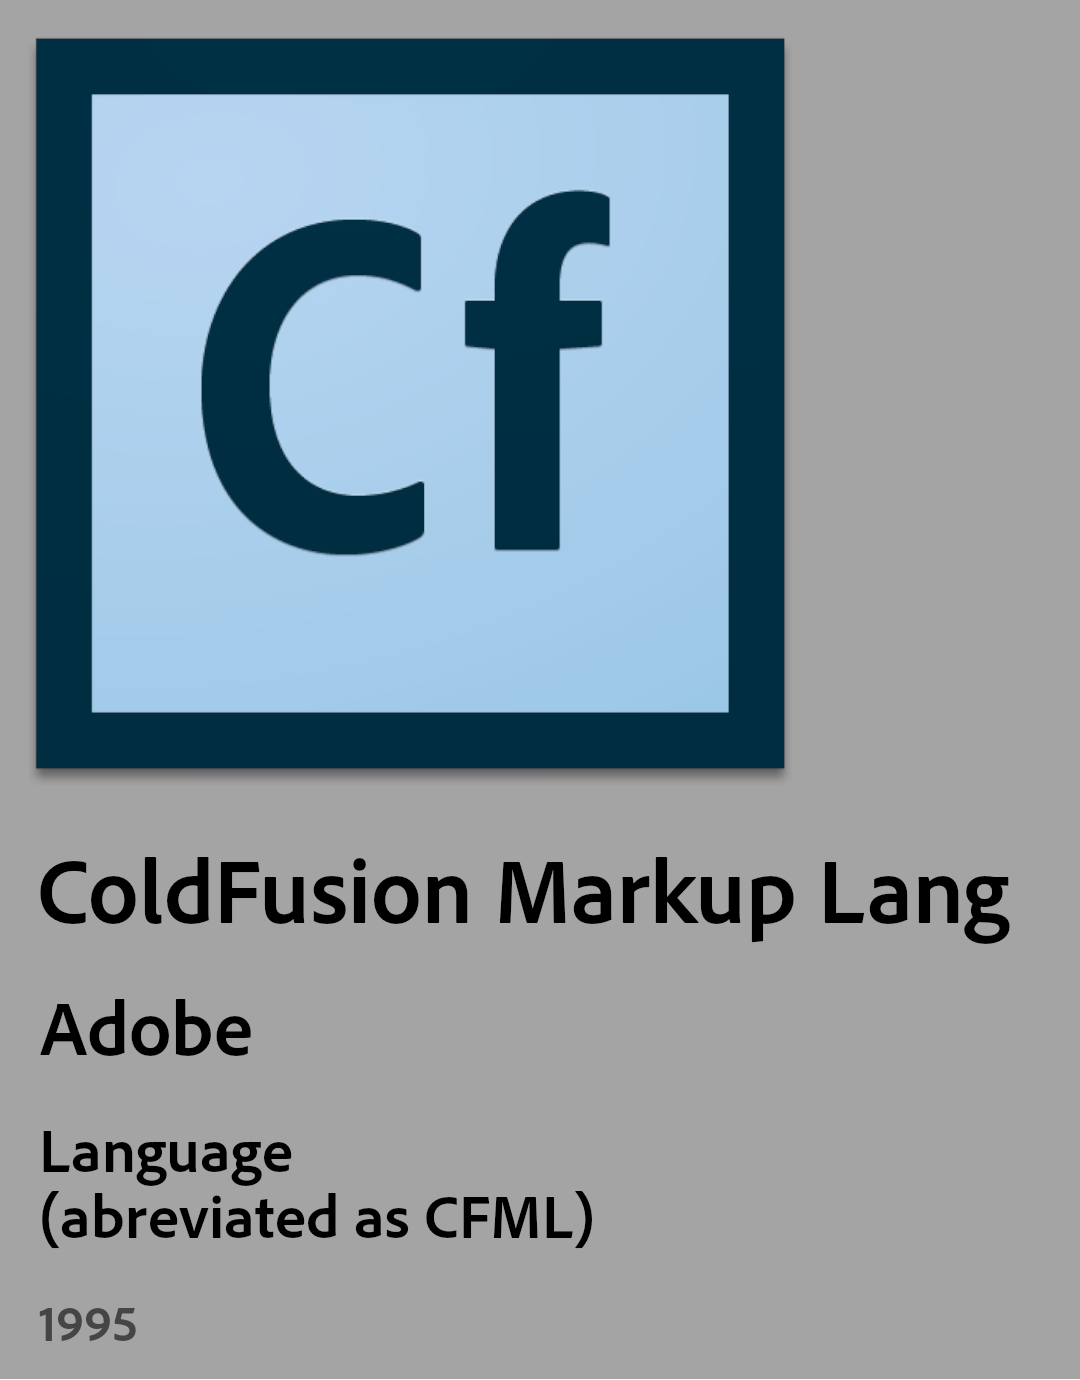 Cf
ColdFusion Markup Lang
Adobe
Language
(abreviated as CFML)
1995